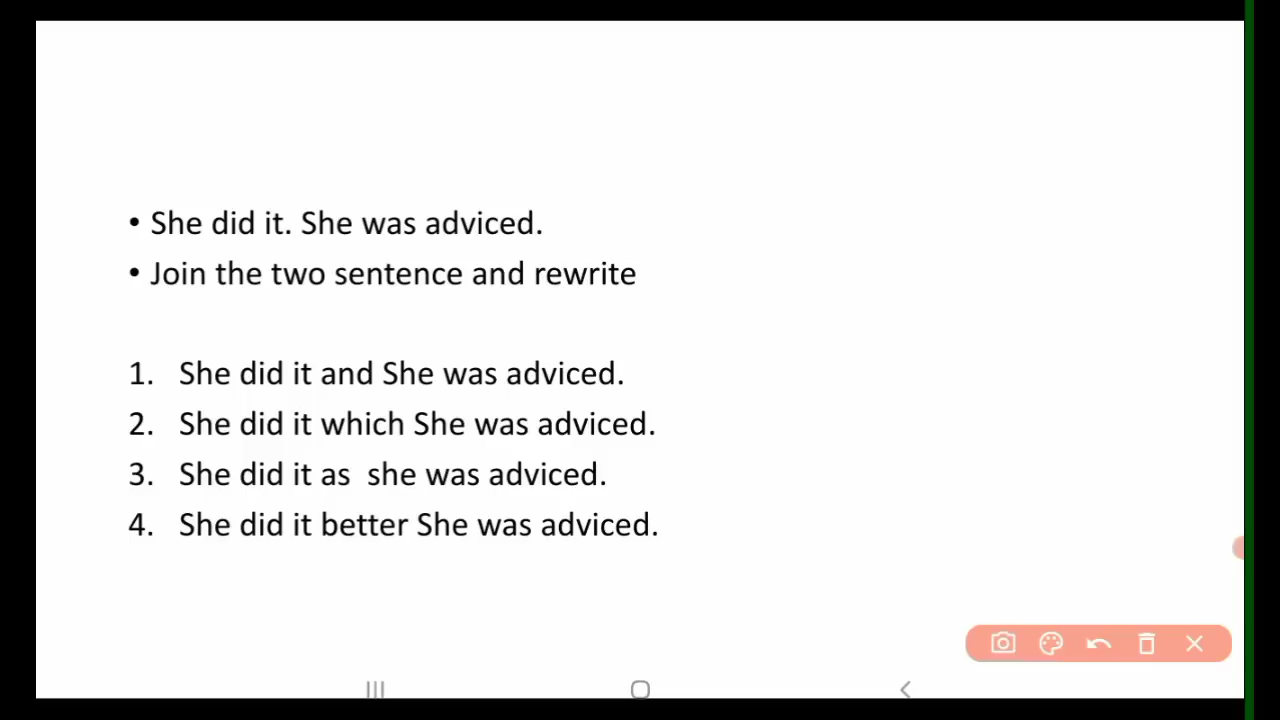 • She did it. She was adviced.
• Join the two sentence and rewrite
1. She did it and She was adviced.
2. She did it which She was adviced.
3. She did it as  she was adviced.
4. She did it better She was adviced.